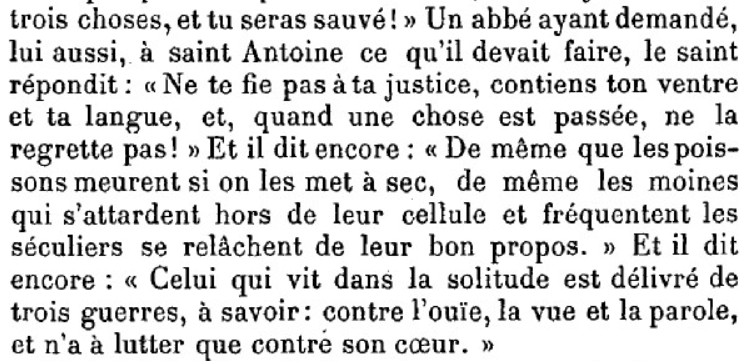 trois choses, et tu seras sauvé! » Un abbé ayant demandé,
lui aussi, à saint Antoine ce qu'il devait faire, le saint
répondit : « Ne te fie pas à ta justice, contiens ton ventre
et ta langue, et, quand une chose est passée, ne la
regrette pas! » Et il dit encore : « De même que les pois-
sons meurent si on les met à sec, de même les moines
qui s'attardent hors de leur cellule et fréquentent les
séculiers se relâchent de leur bon propos. » Et il dit
encore : « Celui qui vit dans la solitude est délivré de
trois guerres, à savoir : contre l'ouïe, la vue et la parole,
et n'a à lutter que contre son cœur. »